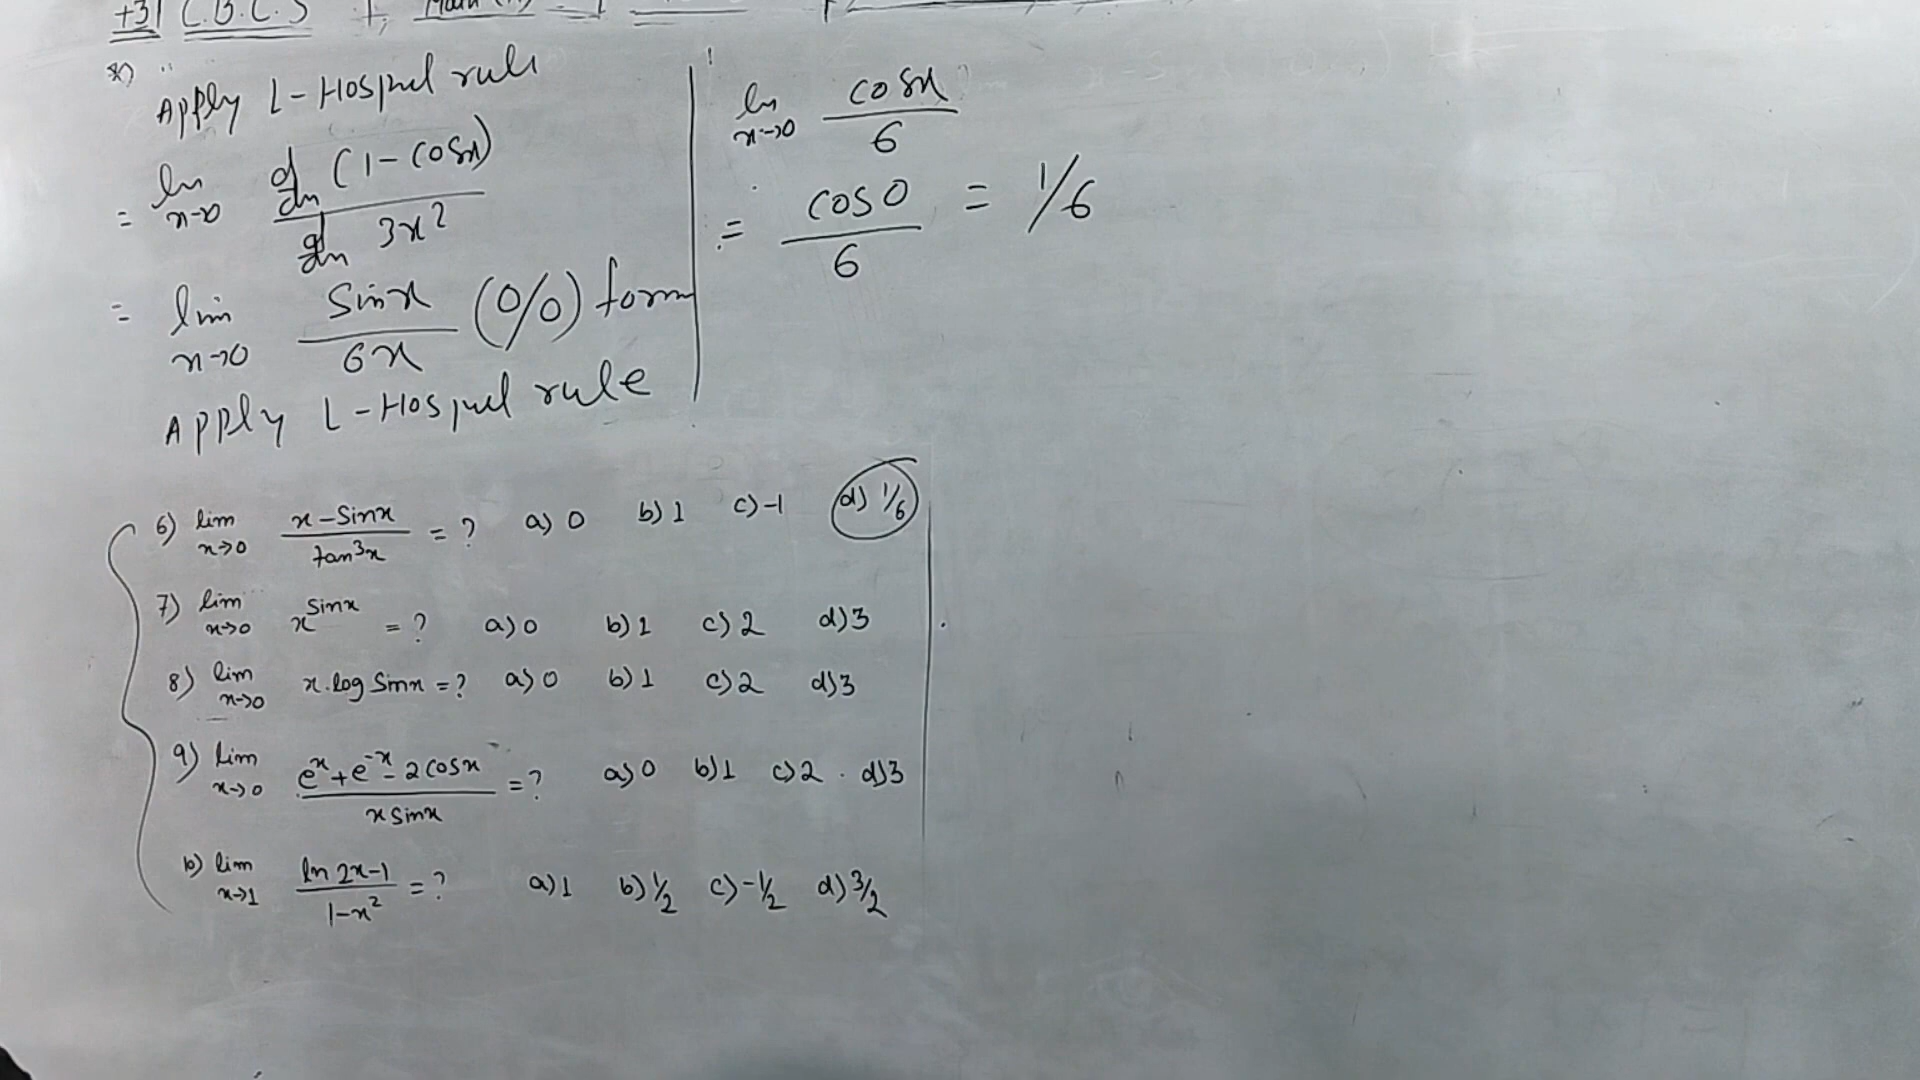 +3| C.B.C.S
Apply L-Hospital rule
= lim x→0 d/dx (1-cosx) / d/dx 3x²
= lim x→0 sinx / 6x (0/0) form
Apply L-Hospital rule
lim x→0 cosx / 6
= cos0 / 6 = 1/6
6) lim x→0 x-sinx / tan³x = ? a) 0 b) 1 c) -1 d) 1/6
7) lim x→0 x^sinx = ? a) 0 b) 1 c) 2 d) 3
8) lim x→0 x.log sinx = ? a) 0 b) 1 c) 2 d) 3
9) lim x→0 e^x+e^-x-2cosx / x sinx = ? a) 0 b) 1 c) 2 d) 3
10) lim x→1 ln 2x-1 / 1-x² = ? a) 1 b) 1/2 c) -1/2 d) 3/2